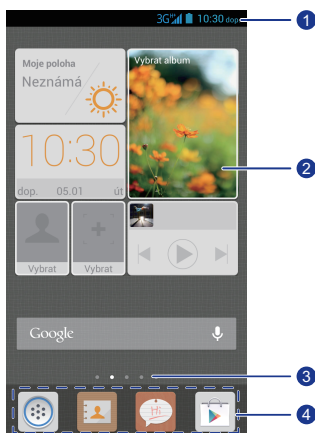 3G 10:30 dop.
1
Moje poloha
Neznámá
Vybrat album
10:30
dop. 05.01 út
2
Vybrat
Vybrat
Google
3
Hi
4